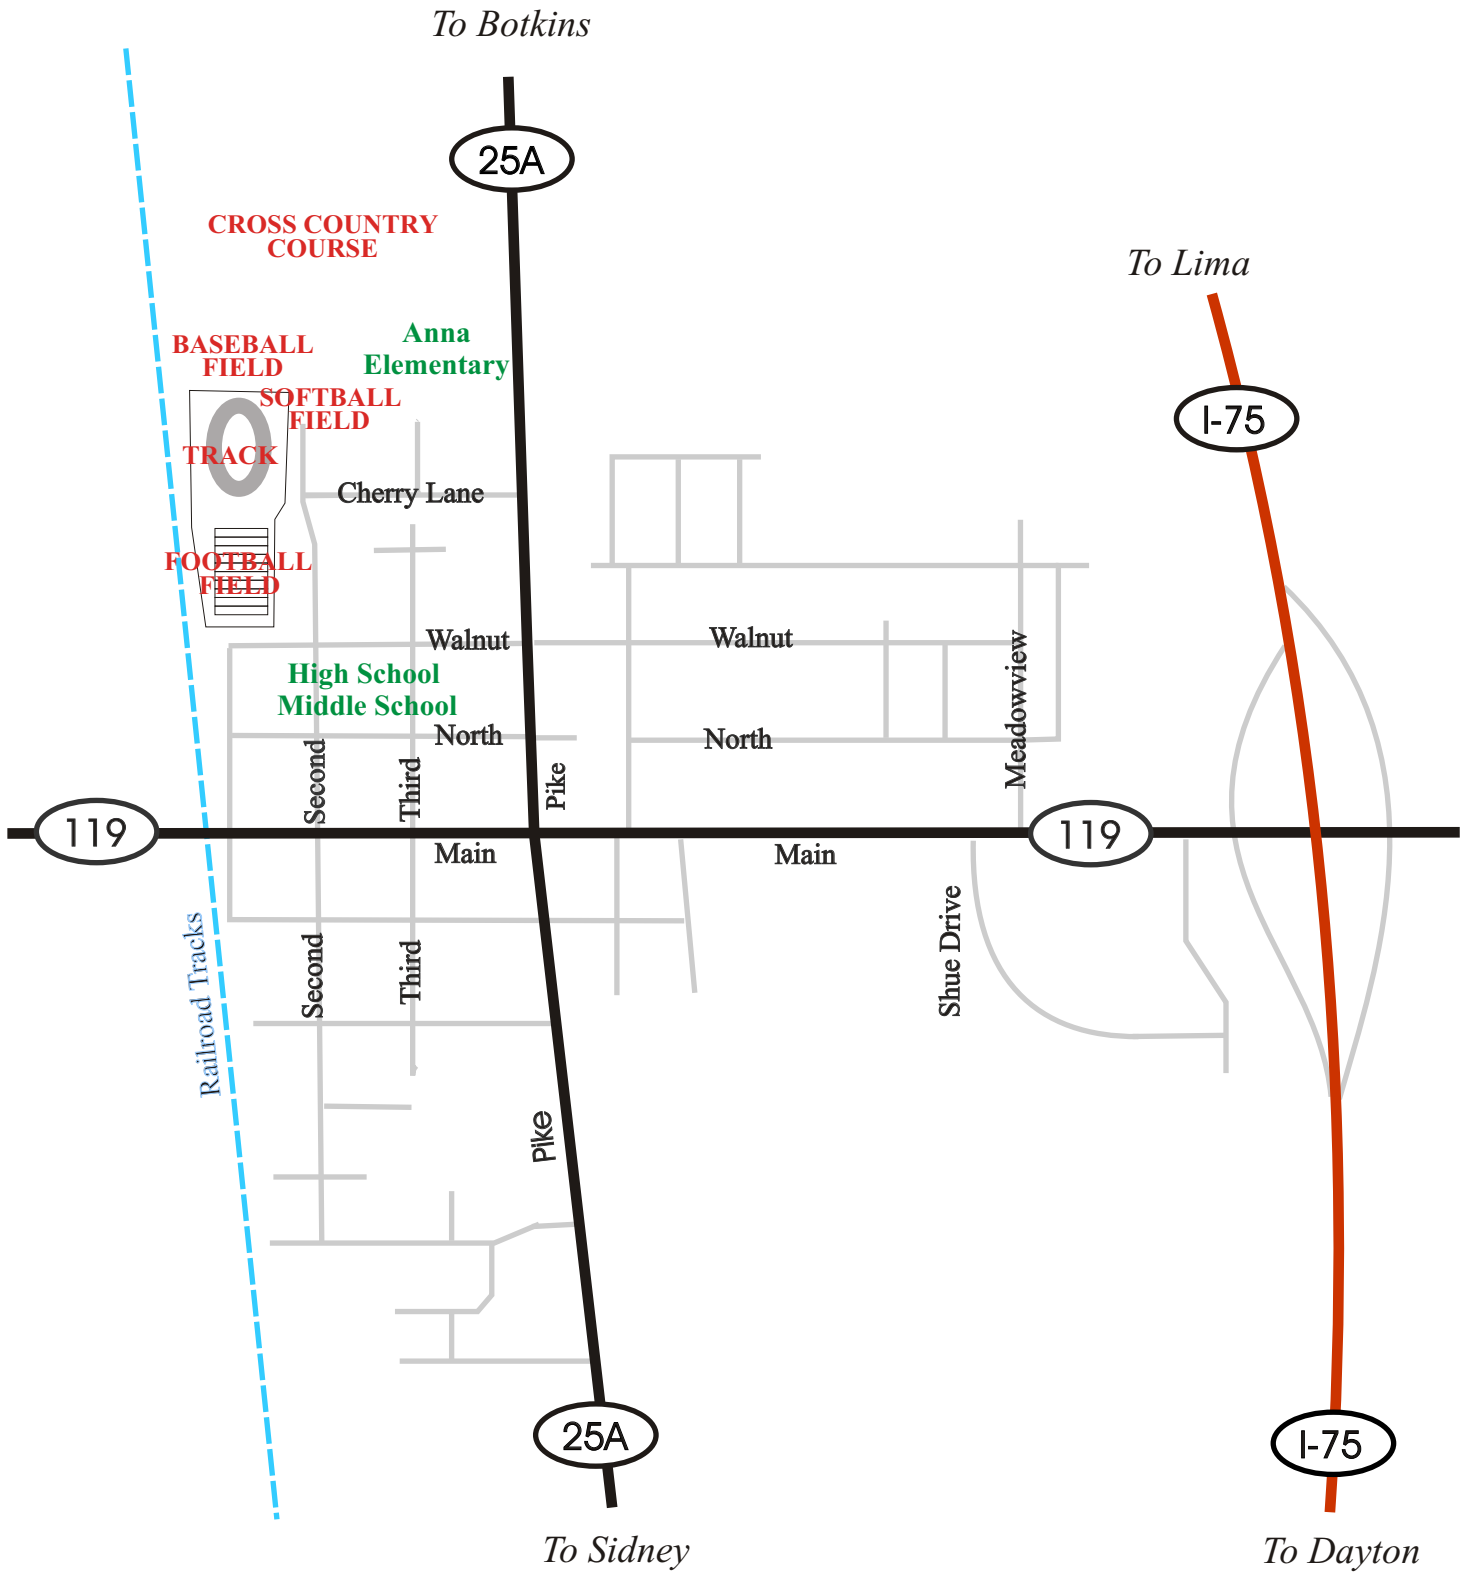 To Botkins
25A
CROSS COUNTRY
COURSE
To Lima
Anna
Elementary
BASEBALL
FIELD
SOFTBALL
FIELD
I-75
TRACK
Cherry Lane
FOOTBALL
FIELD
Walnut
Walnut
High School
Middle School
Meadowview
North
North
Second
Third
Pike
119
119
Main
Main
Second
Third
Shue Drive
Railroad Tracks
Pike
25A
I-75
To Sidney
To Dayton